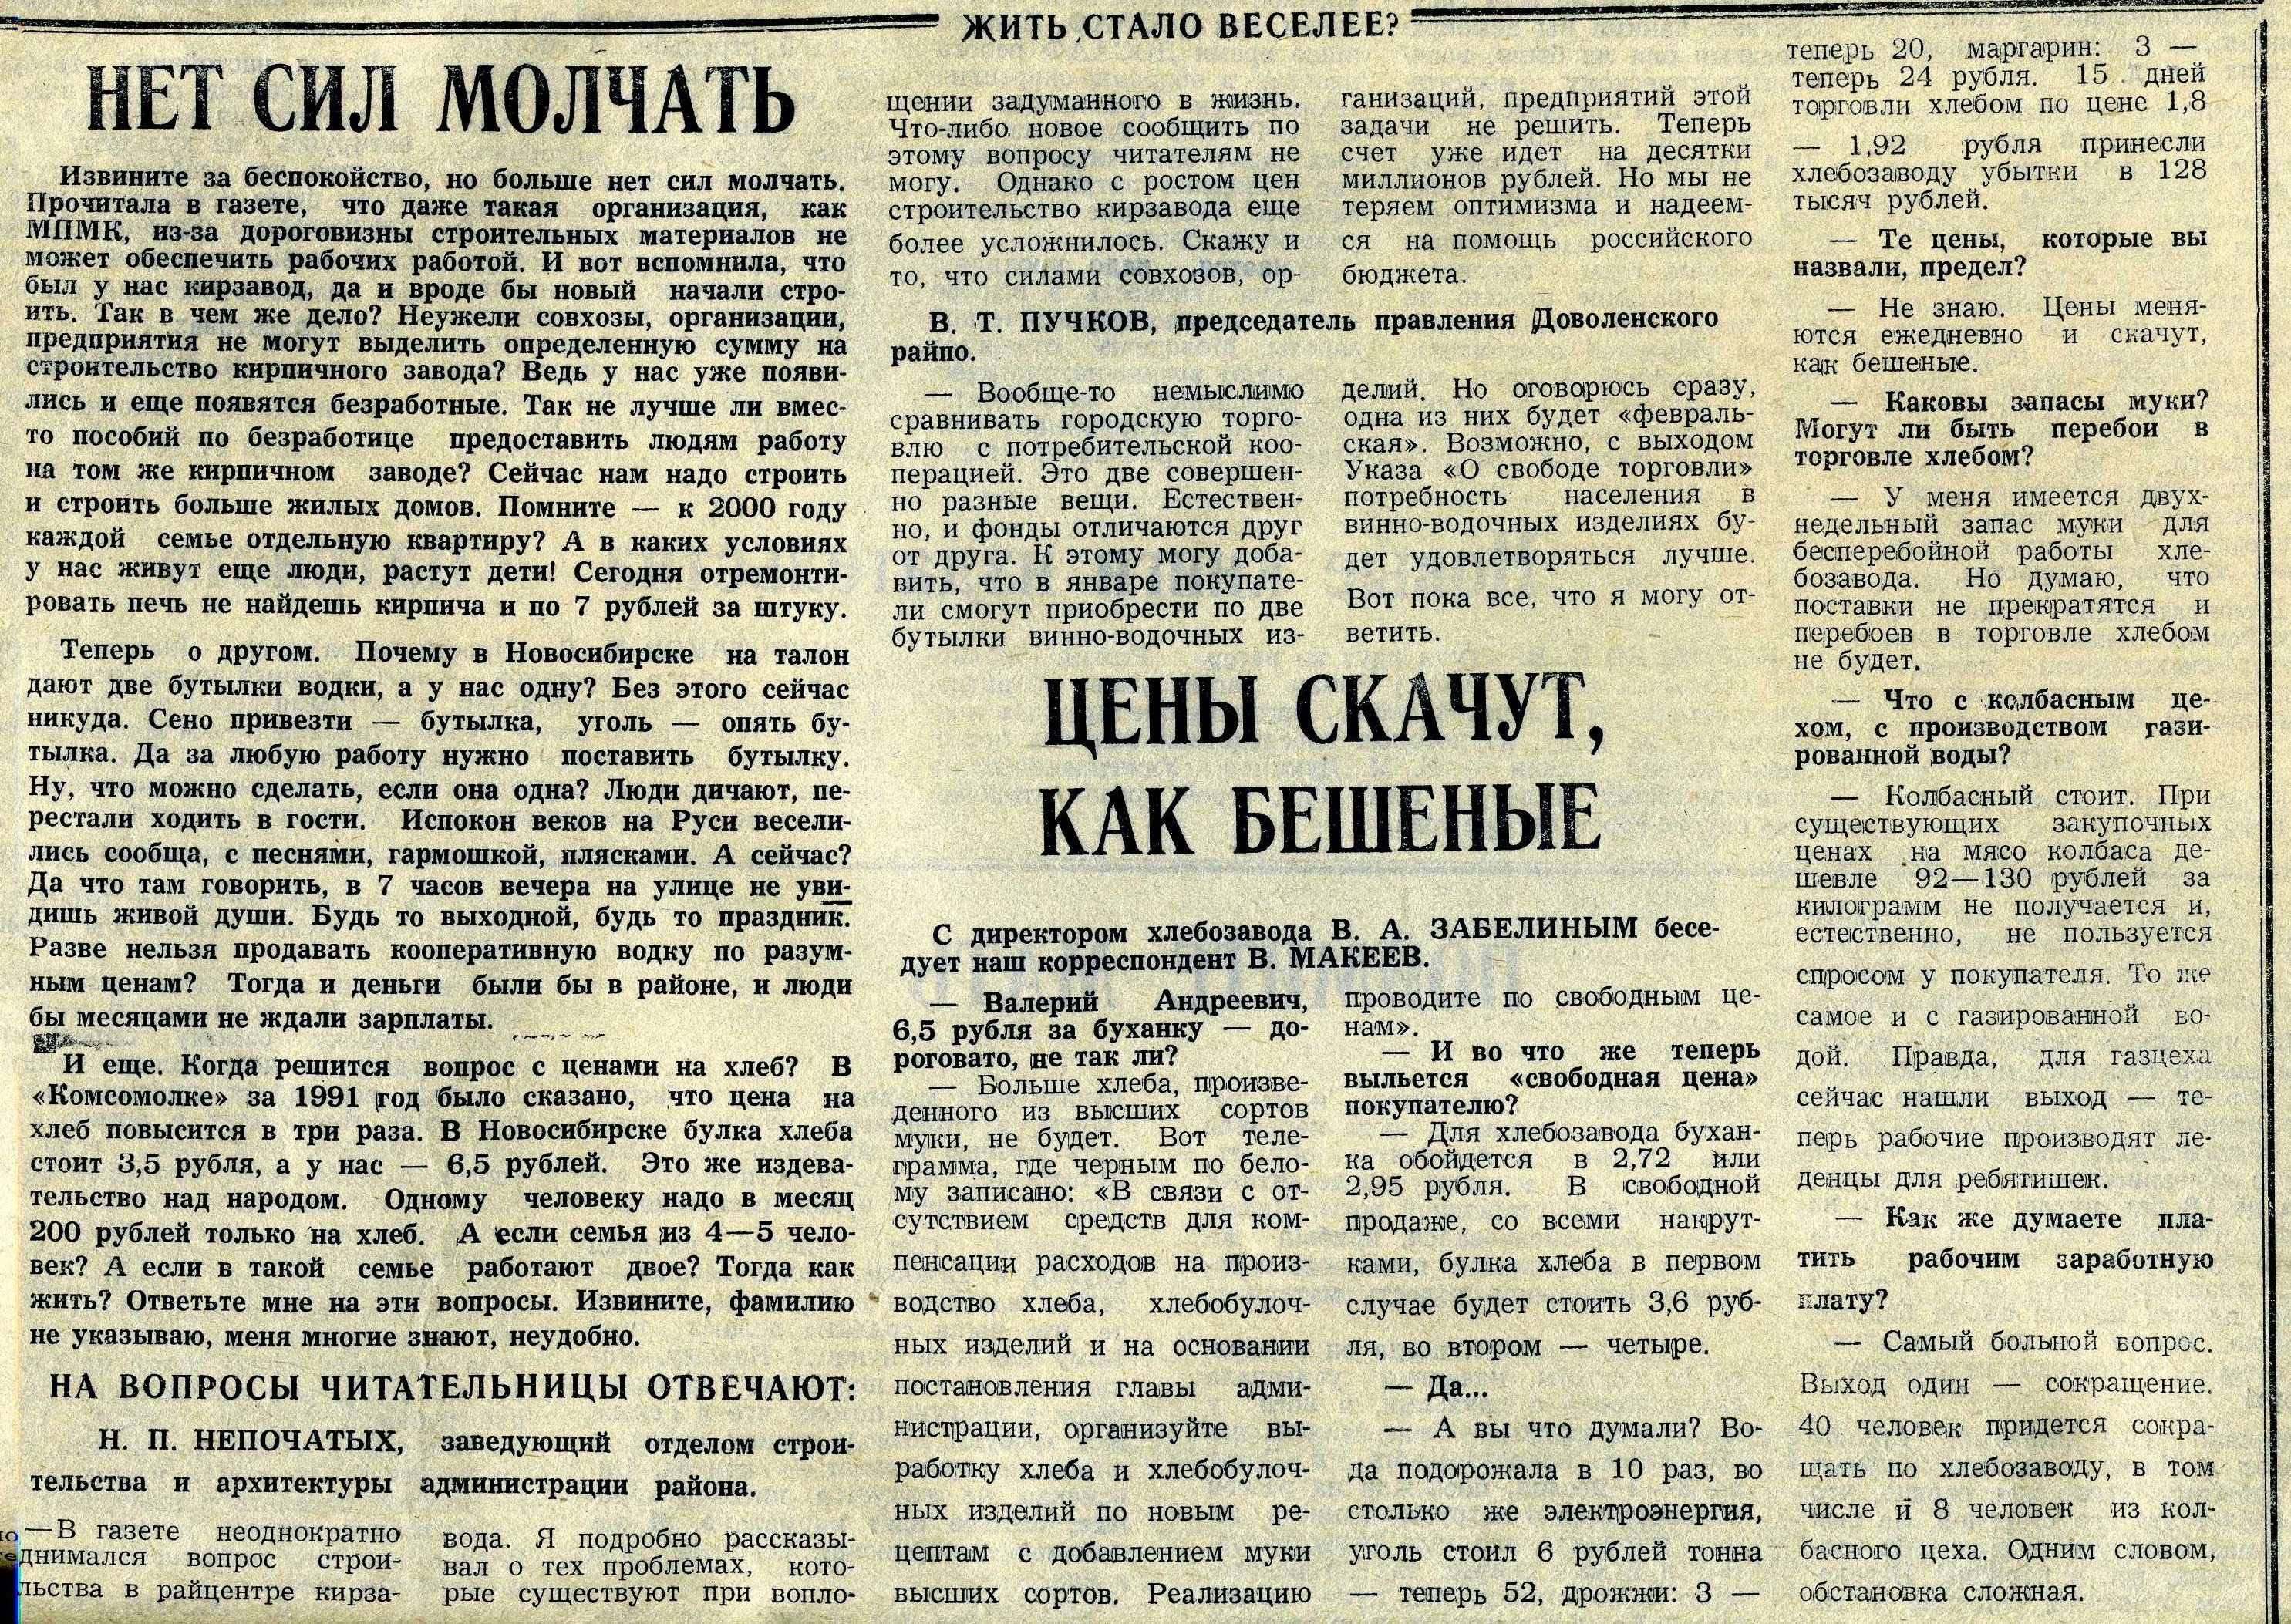 ЖИТЬ СТАЛО ВЕСЕЛЕЕ?
НЕТ СИЛ МОЛЧАТЬ
Извините за беспокойство, но больше нет сил молчать.
Прочитала в газете, что даже такая организация, как
МПМК, из-за дороговизны строительных материалов не
может обеспечить рабочих работой. И вот вспомнила, что
был у нас кирзавод, да и вроде бы новый начали стро-
ить. Так в чем же дело? Неужели совхозы, организации,
предприятия не могут выделить определенную сумму на
строительство кирпичного завода? Ведь у нас уже появи-
лись и еще появятся безработные. Так не лучше ли вмес-
то пособий по безработице предоставить людям работу
на том же кирпичном заводе? Сейчас нам надо строить
и строить больше жилых домов. Помните — к 2000 году
каждой семье отдельную квартиру? А в каких условиях
у нас живут еще люди, растут дети! Сегодня отремонти-
ровать печь не найдешь кирпича и по 7 рублей за штуку.
Теперь о другом. Почему в Новосибирске на талон
дают две бутылки водки, а у нас одну? Без этого сейчас
никуда. Сено привезти — бутылка, уголь — опять бу-
тылка. Да за любую работу нужно поставить бутылку.
Ну, что можно сделать, если она одна? Люди дичают, пе-
рестали ходить в гости. Испокон веков на Руси весели-
лись сообща, с песнями, гармошкой, плясками. А сейчас?
Да что там говорить, в 7 часов вечера на улице не уви-
дишь живой души. Будь то выходной, будь то праздник.
Разве нельзя продавать кооперативную водку по разум-
ным ценам? Тогда и деньги были бы в районе, и люди
бы месяцами не ждали зарплаты.
И еще. Когда решится вопрос с ценами на хлеб? В
«Комсомолке» за 1991 год было сказано, что цена на
хлеб повысится в три раза. В Новосибирске булка хлеба
стоит 3,5 рубля, а у нас — 6,5 рублей. Это же издева-
тельство над народом. Одному человеку надо в месяц
200 рублей только на хлеб. А если семья из 4—5 чело-
век? А если в такой семье работают двое? Тогда как
жить? Ответьте мне на эти вопросы. Извините, фамилию
не указываю, меня многие знают, неудобно.
НА ВОПРОСЫ ЧИТАТЕЛЬНИЦЫ ОТВЕЧАЮТ:
Н. П. НЕПОЧАТЫХ, заведующий отделом строи-
тельства и архитектуры администрации района.
— В газете неоднократно
днимался вопрос строи-
льства в райцентре кирза-
вода. Я подробно рассказы-
вал о тех проблемах, кото-
рые существуют при вопло-
щении задуманного в жизнь.
Что-либо новое сообщить по
этому вопросу читателям не
могу. Однако с ростом цен
строительство кирзавода еще
более усложнилось. Скажу и
то, что силами совхозов, ор-
ганизаций, предприятий этой
задачи не решить. Теперь
счет уже идет на десятки
миллионов рублей. Но мы не
теряем оптимизма и надеем-
ся на помощь российского
бюджета.
В. Т. ПУЧКОВ, председатель правления Доволенского
райпо.
— Вообще-то немыслимо
сравнивать городскую торго-
влю с потребительской коо-
перацией. Это две совершен-
но разные вещи. Естествен-
но, и фонды отличаются друг
от друга. К этому могу доба-
вить, что в январе покупате-
ли смогут приобрести по две
бутылки винно-водочных из-
делий. Но оговорюсь сразу,
одна из них будет «февраль-
ская». Возможно, с выходом
Указа «О свободе торговли»
потребность населения в
винно-водочных изделиях бу-
дет удовлетворяться лучше.
Вот пока все, что я могу от-
ветить.
ЦЕНЫ СКАЧУТ,
КАК БЕШЕНЫЕ
С директором хлебозавода В. А. ЗАБЕЛИНЫМ бесе-
дует наш корреспондент В. МАКЕЕВ.
— Валерий Андреевич,
6,5 рубля за буханку — до-
роговато, не так ли?
— Больше хлеба, произве-
денного из высших сортов
муки, не будет. Вот теле-
грамма, где черным по бело-
му записано: «В связи с от-
сутствием средств для ком-
пенсации расходов на произ-
водство хлеба, хлебобулоч-
ных изделий и на основании
постановления главы адми-
нистрации, организуйте вы-
работку хлеба и хлебобулоч-
ных изделий по новым ре-
цептам с добавлением муки
высших сортов. Реализацию
проводите по свободным це-
нам».
— И во что же теперь
выльется «свободная цена»
покупателю?
— Для хлебозавода бухан-
ка обойдется в 2,72 или
2,95 рубля. В свободной
продаже, со всеми накрут-
ками, булка хлеба в первом
случае будет стоить 3,6 руб-
ля, во втором — четыре.
— Да...
— А вы что думали? Во-
да подорожала в 10 раз, во
столько же электроэнергия,
уголь стоил 6 рублей тонна
— теперь 52, дрожжи: 3 —
теперь 20, маргарин: 3 —
теперь 24 рубля. 15 дней
торговли хлебом по цене 1,8
— 1,92 рубля принесли
хлебозаводу убытки в 128
тысяч рублей.
— Те цены, которые вы
назвали, предел?
— Не знаю. Цены меня-
ются ежедневно и скачут,
как бешеные.
— Каковы запасы муки?
Могут ли быть перебои в
торговле хлебом?
— У меня имеется двух-
недельный запас муки для
бесперебойной работы хле-
бозавода. Но думаю, что
поставки не прекратятся и
перебоев в торговле хлебом
не будет.
— Что с колбасным це-
хом, с производством гази-
рованной воды?
— Колбасный стоит. При
существующих закупочных
ценах на мясо колбаса де-
шевле 92—130 рублей за
килограмм не получается и,
естественно, не пользуется
спросом у покупателя. То же
самое и с газированной во-
дой. Правда, для газцеха
сейчас нашли выход — те-
перь рабочие производят ле-
денцы для ребятишек.
— Как же думаете пла-
тить рабочим заработную
плату?
— Самый больной вопрос.
Выход один — сокращение.
40 человек придется сокра-
щать по хлебозаводу, в том
числе и 8 человек из кол-
басного цеха. Одним словом,
обстановка сложная.